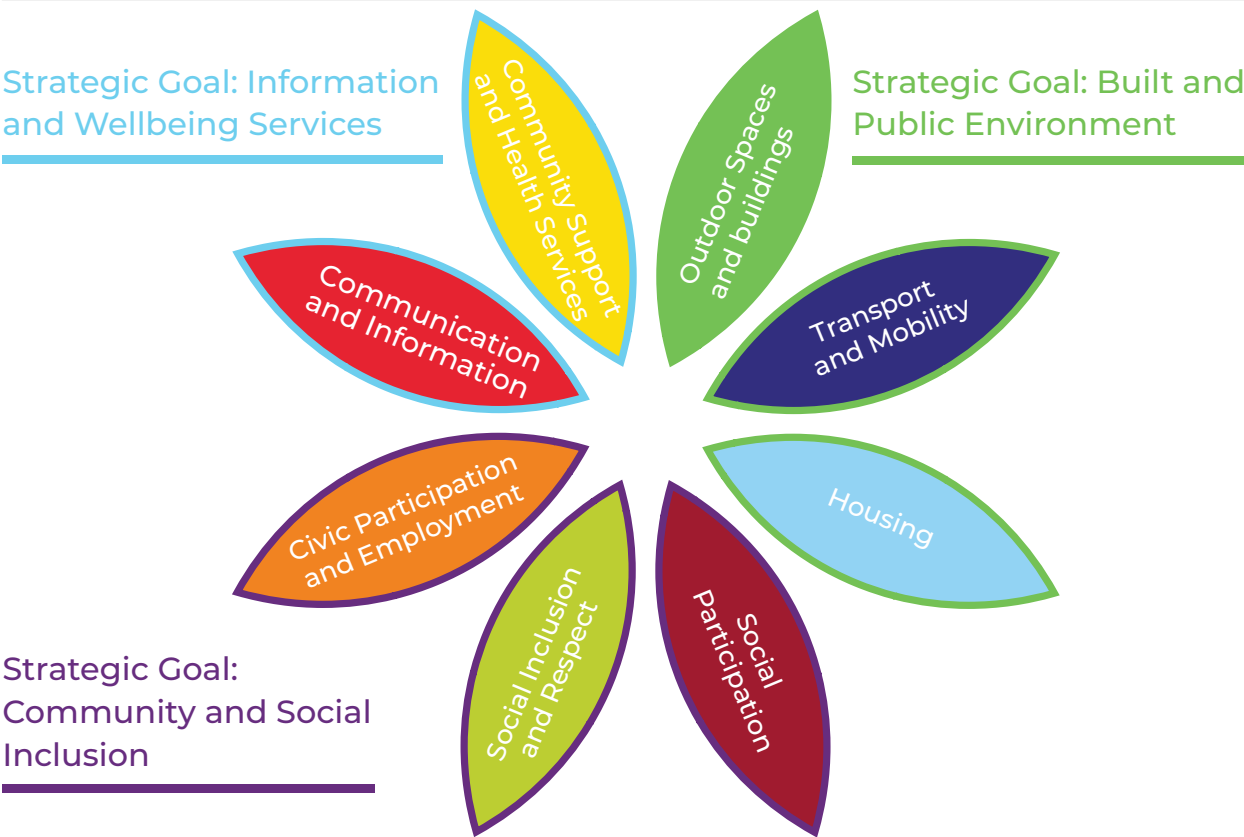 Strategic Goal: Information
and Wellbeing Services
Strategic Goal: Built and
Public Environment
Community Support
and Health Services
Outdoor Spaces
and buildings
Communication
and Information
Transport
and Mobility
Civic Participation
and Employment
Housing
Social Inclusion
and Respect
Social
Participation
Strategic Goal:
Community and Social
Inclusion